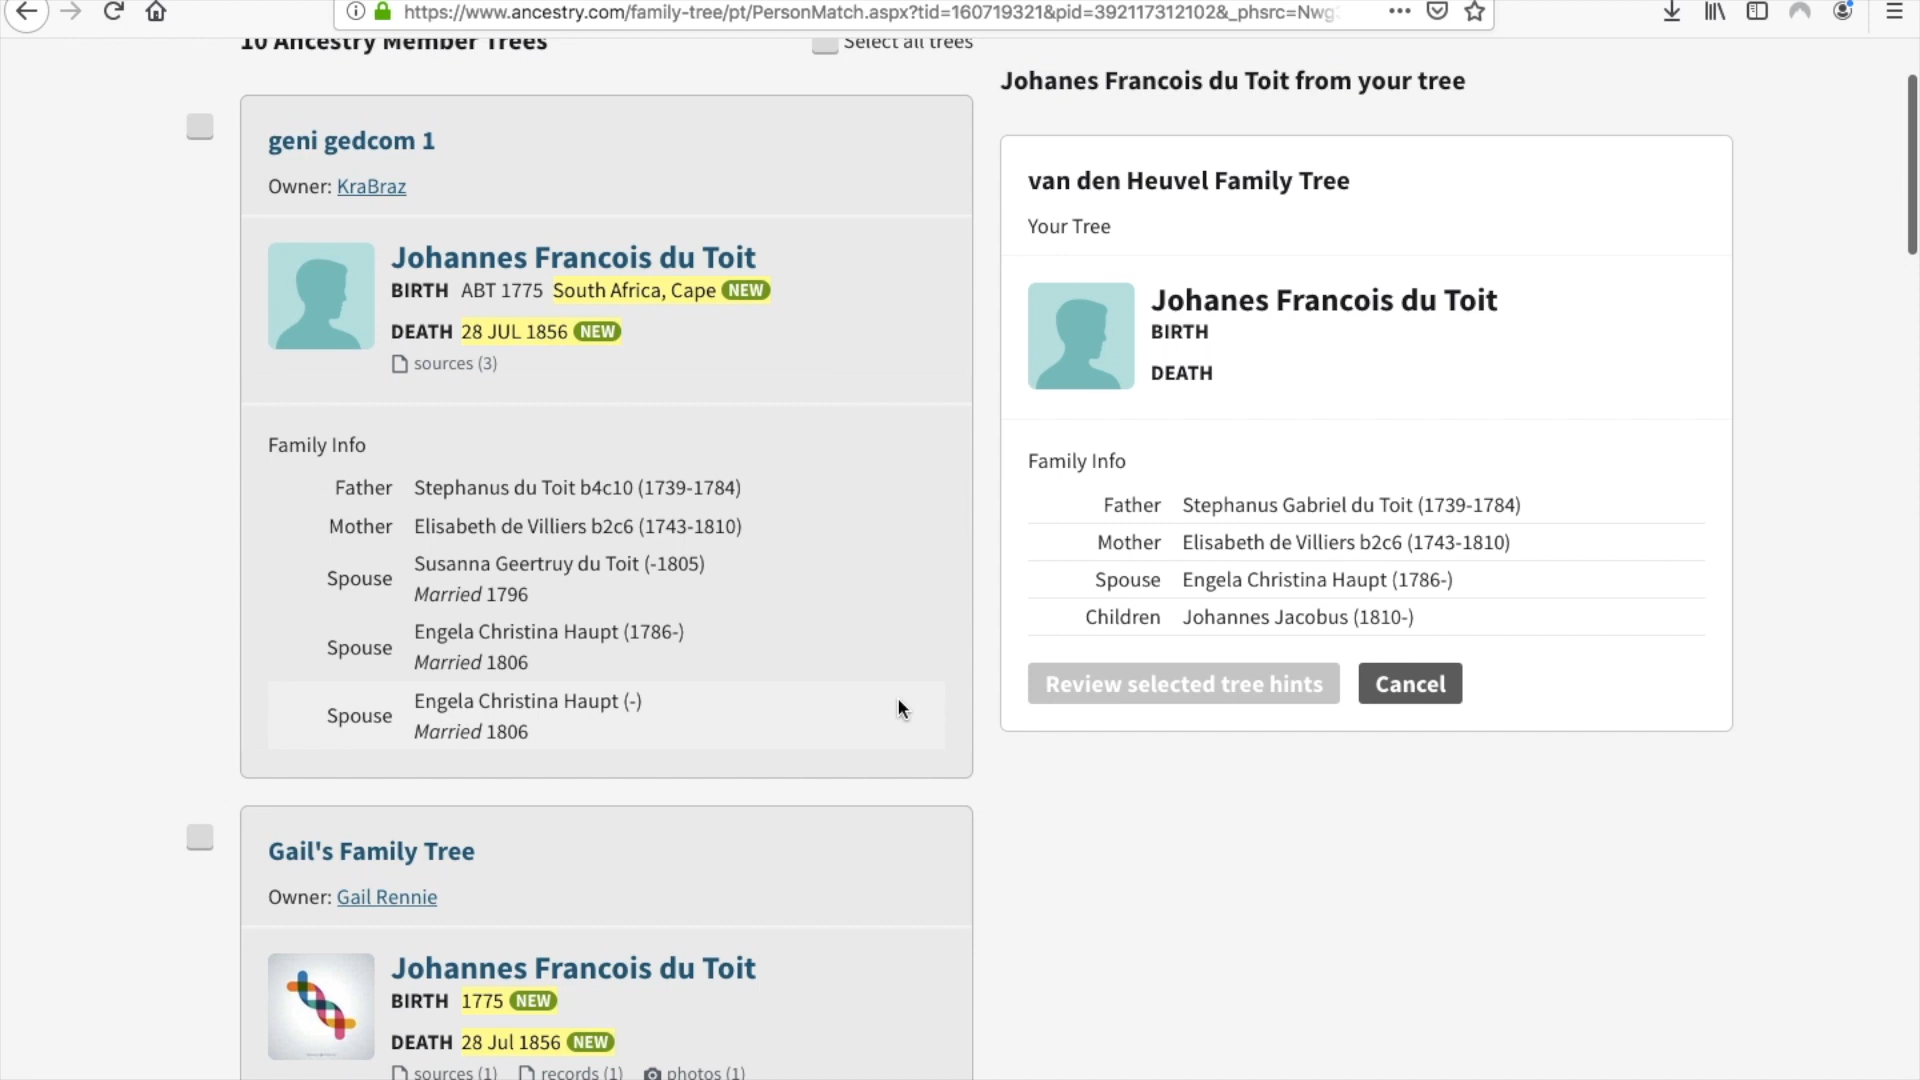 https://www.ancestry.com/family-tree/pt/PersonMatch.aspx?tid=160719321&pid=392117312102&_phsrc=Nwg
10 Ancestry Member Trees
Select all trees
Johanes Francois du Toit from your tree
geni gedcom 1
Owner: KraBraz
Johannes Francois du Toit
BIRTH ABT 1775 South Africa, Cape NEW
DEATH 28 JUL 1856 NEW
sources (3)
Family Info
Father Stephanus du Toit b4c10 (1739-1784)
Mother Elisabeth de Villiers b2c6 (1743-1810)
Spouse Susanna Geertruy du Toit (-1805)
Married 1796
Spouse Engela Christina Haupt (1786-)
Married 1806
Spouse Engela Christina Haupt (-)
Married 1806
van den Heuvel Family Tree
Your Tree
Johanes Francois du Toit
BIRTH
DEATH
Family Info
Father Stephanus Gabriel du Toit (1739-1784)
Mother Elisabeth de Villiers b2c6 (1743-1810)
Spouse Engela Christina Haupt (1786-)
Children Johannes Jacobus (1810-)
Review selected tree hints Cancel
Gail's Family Tree
Owner: Gail Rennie
Johannes Francois du Toit
BIRTH 1775 NEW
DEATH 28 Jul 1856 NEW
sources (1) records (1) photos (1)